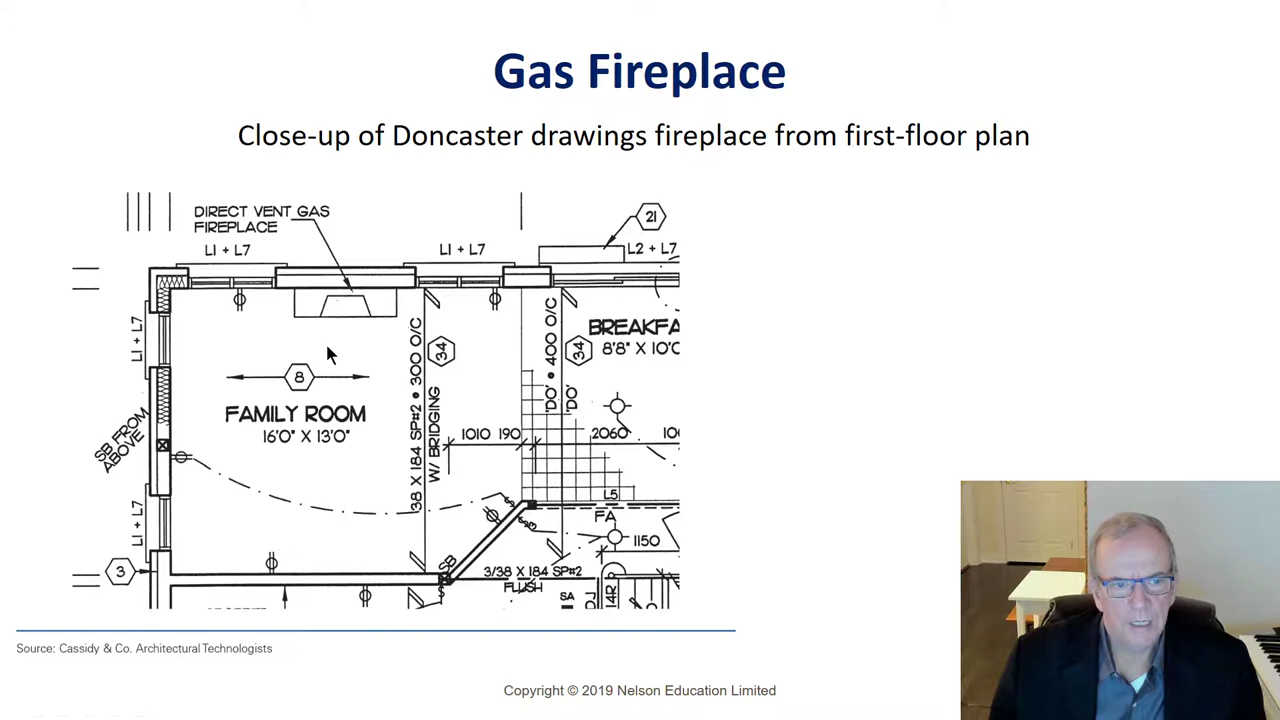 Gas Fireplace
Close-up of Doncaster drawings fireplace from first-floor plan
DIRECT VENT GAS
FIREPLACE
21
L1 + L7
L1 + L7
L2 + L7
L1 + L7
38 X 184 SP#2 • 300 O/C
W/ BRIDGING
34
'DO' • 400 O/C
'DO'
34
BREKFA
8'8" X 10'0
8
FAMILY ROOM
16'0" X 13'0"
SB FROM
ABOVE
1010 190
2060
L1 + L7
L5
FA
1150
3
SB
3/38 X 184 SP#2
FLUSH
SA
DJ
14R
Source: Cassidy & Co. Architectural Technologists
Copyright © 2019 Nelson Education Limited